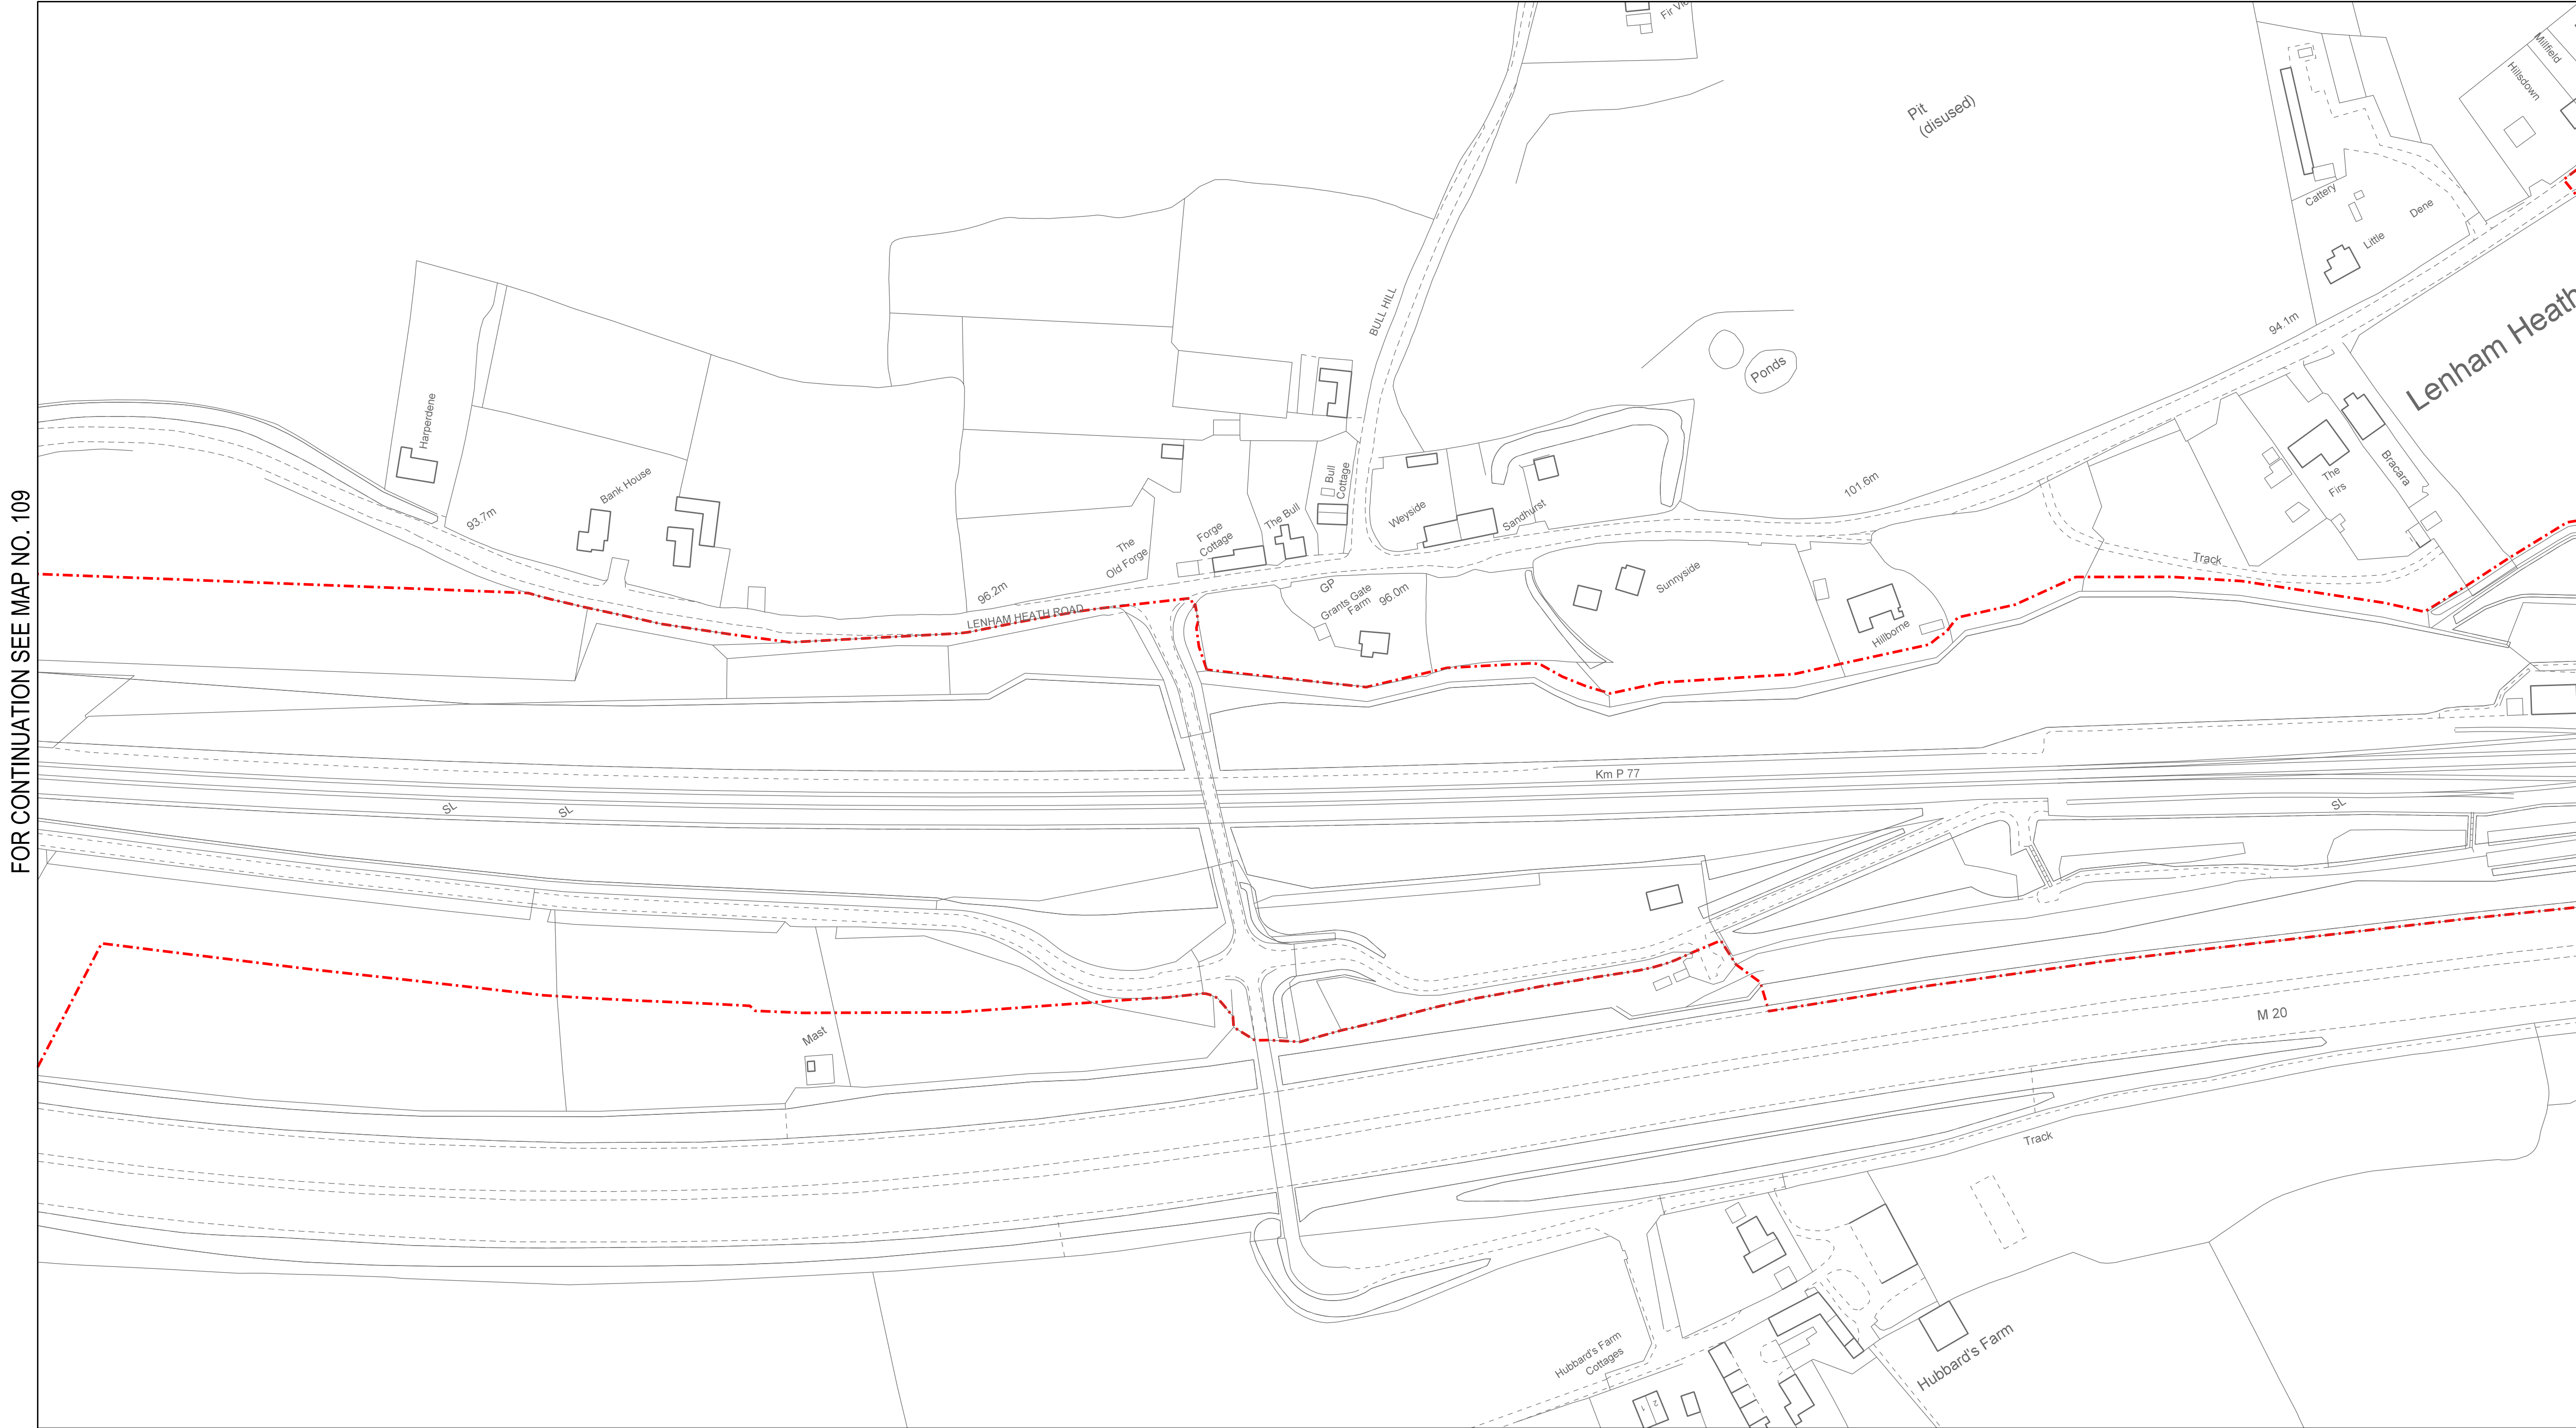 FOR CONTINUATION SEE MAP NO. 109
Millfield
Hillsdown
Pit
(disused)
Cattery
Little
Dene
94.1m
BULL HILL
Ponds
Lenham Heath
Harperdene
Bank House
93.7m
Bull
Cottage
Weyside
Sandhurst
101.6m
The
Firs
Bracara
The Bull
Forge
Cottage
The
Old Forge
96.2m
LENHAM HEATH ROAD
GP
Grants Gate
Farm
96.0m
Sunnyside
Hillborne
Track
Km P 77
SL
SL
SL
Mast
M 20
Track
Hubbard's Farm
Cottages
Hubbard's Farm
1
2